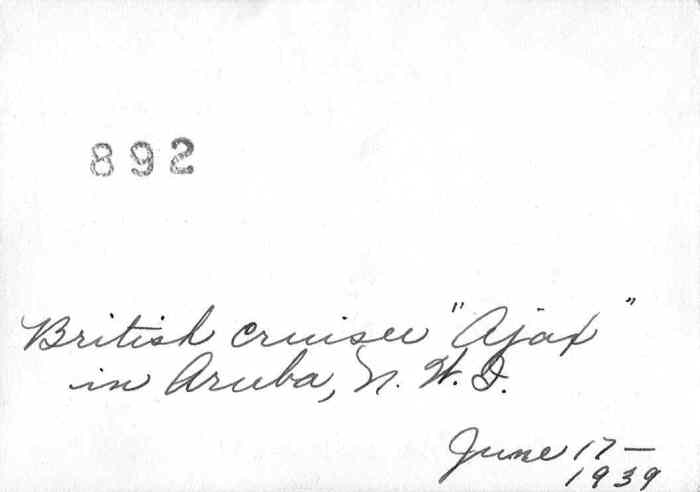 892
British cruiser "Ajax"
in Aruba, N. W. I.
June 17-
1939